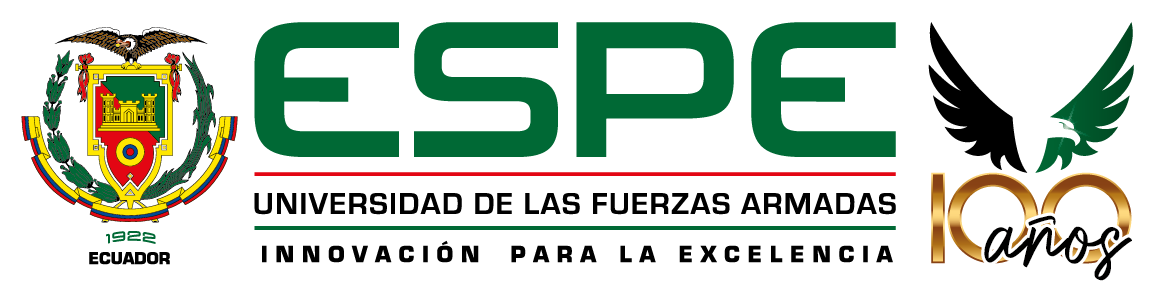 1922
ECUADOR
ESPE
UNIVERSIDAD DE LAS FUERZAS ARMADAS
INNOVACIÓN PARA LA EXCELENCIA
100
años